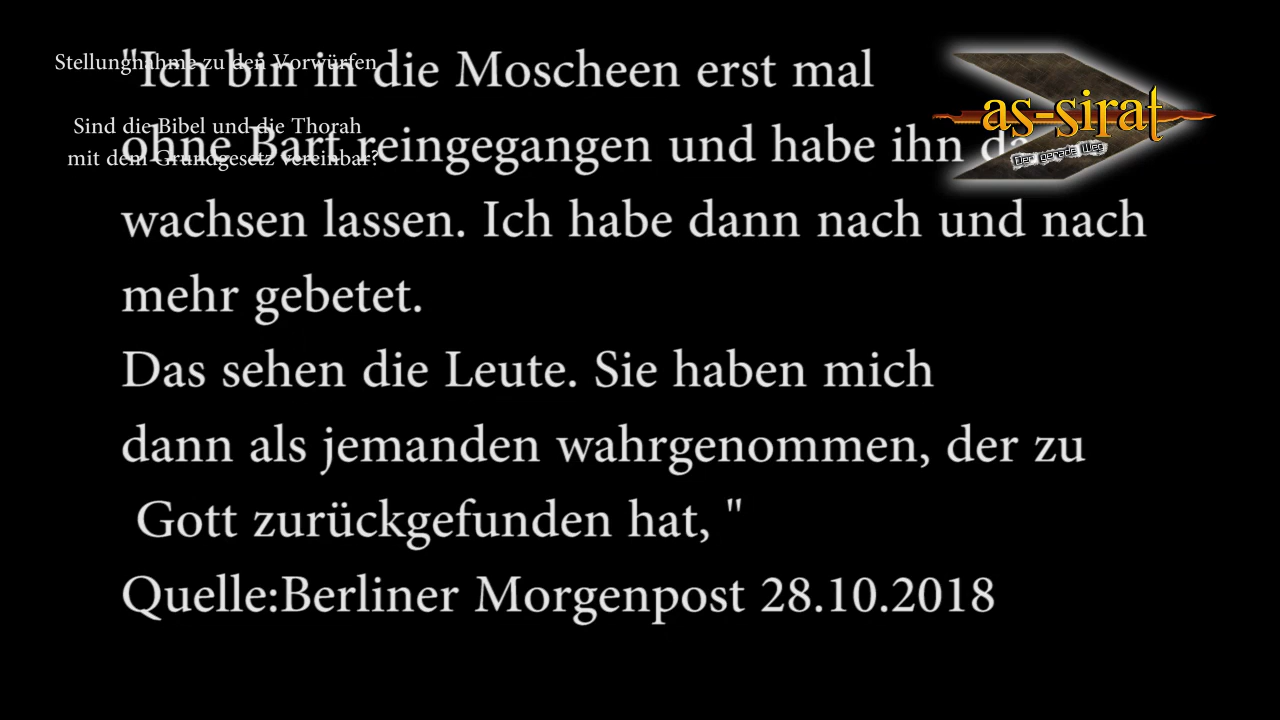 Stellungnahme zu den Vorwürfen
Sind die Bibel und die Thorah
mit dem Grundgesetz vereinbar?
"Ich bin in die Moscheen erst mal
ohne Bart reingegangen und habe ihn
wachsen lassen. Ich habe dann nach und nach
mehr gebetet.
Das sehen die Leute. Sie haben mich
dann als jemanden wahrgenommen, der zu
Gott zurückgefunden hat, "
Quelle:Berliner Morgenpost 28.10.2018
as-sirat
Der gerade Weg